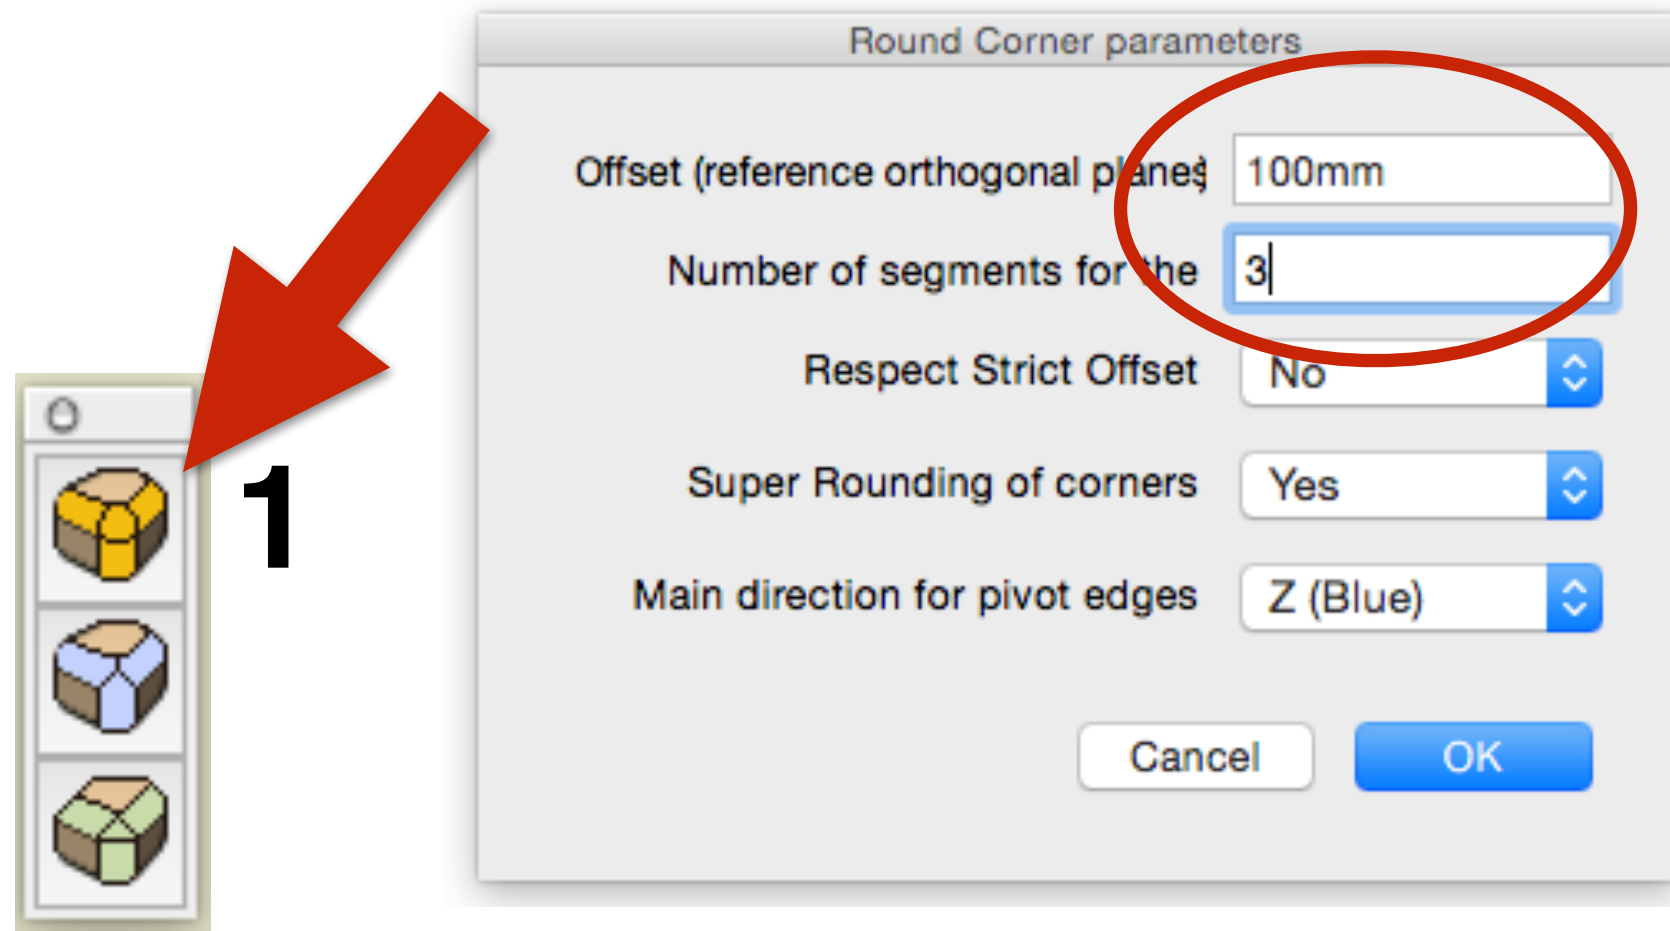 Round Corner parameters
Offset (reference orthogonal planes) 100mm
Number of segments for the 3
Respect Strict Offset No
1
Super Rounding of corners Yes
Main direction for pivot edges Z (Blue)
Cancel OK